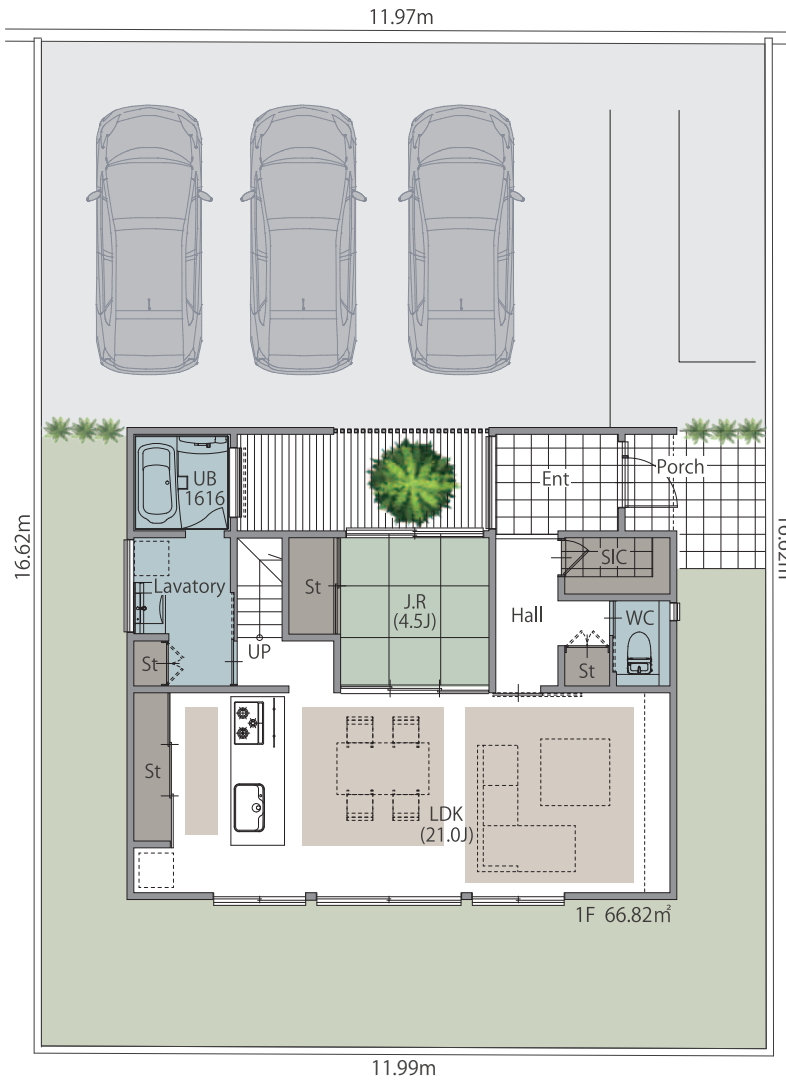 11.97m
UB
1616
Ent
Porch
16.62m
Lavatory
St
J.R
(4.5J)
SIC
Hall
WC
UP
St
St
St
LDK
(21.0J)
1F 66.82㎡
11.99m